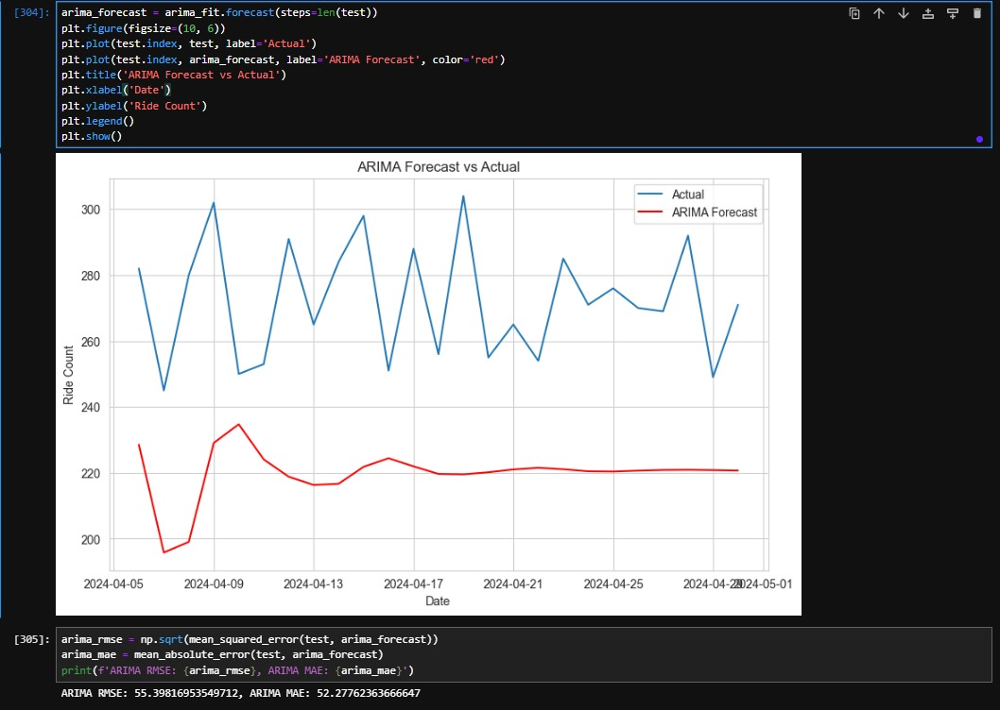 [304]:
arima_forecast = arima_fit.forecast(steps=len(test))
plt.figure(figsize=(10, 6))
plt.plot(test.index, test, label='Actual')
plt.plot(test.index, arima_forecast, label='ARIMA Forecast', color='red')
plt.title('ARIMA Forecast vs Actual')
plt.xlabel('Date')
plt.ylabel('Ride Count')
plt.legend()
plt.show()
ARIMA Forecast vs Actual
Actual
ARIMA Forecast
300
280
260
240
220
200
Ride Count
2024-04-05 2024-04-09 2024-04-13 2024-04-17 2024-04-21 2024-04-25 2024-04-29 2024-05-01
Date
[305]:
arima_rmse = np.sqrt(mean_squared_error(test, arima_forecast))
arima_mae = mean_absolute_error(test, arima_forecast)
print(f'ARIMA RMSE: {arima_rmse}, ARIMA MAE: {arima_mae}')
ARIMA RMSE: 55.39816953549712, ARIMA MAE: 52.27762363666647